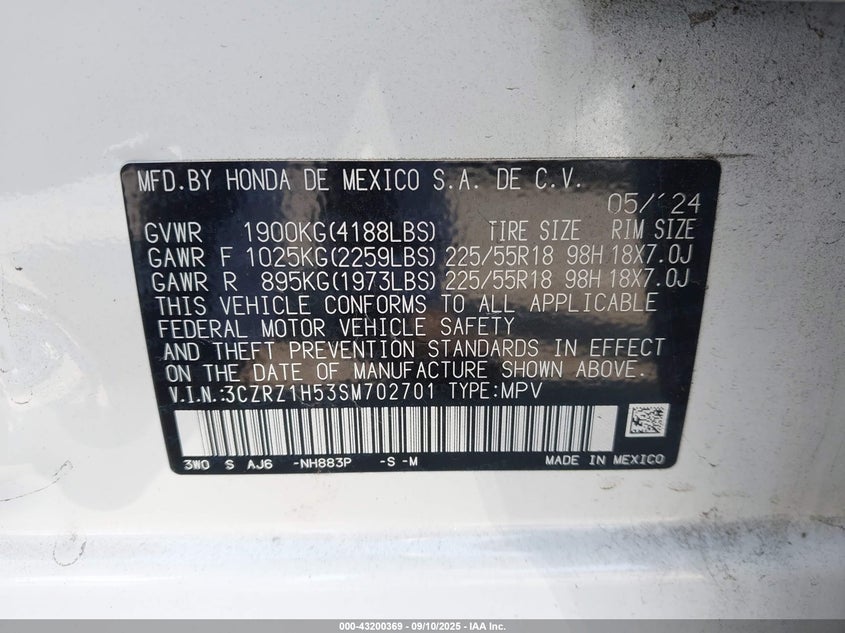 MFD.BY HONDA DE MEXICO S.A. DE C.V.
05/'24
GVWR 1900KG(4188LBS) TIRE SIZE RIM SIZE
GAWR F 1025KG(2259LBS) 225/55R18 98H 18X7.0J
GAWR R 895KG(1973LBS) 225/55R18 98H 18X7.0J
THIS VEHICLE CONFORMS TO ALL APPLICABLE
FEDERAL MOTOR VEHICLE SAFETY
AND THEFT PREVENTION STANDARDS IN EFFECT
ON THE DATE OF MANUFACTURE SHOWN ABOVE.
V.I.N.:3CZRZ1H53SM702701 TYPE:MPV
3W0 S AJ6 -NH883P -S -M MADE IN MEXICO
000-43200369 - 09/10/2025 - IAA Inc.